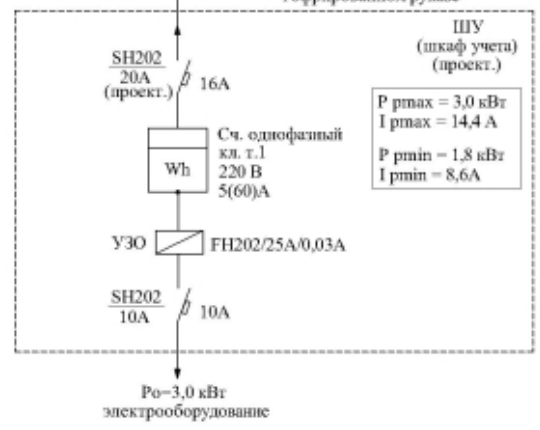 гофрированном рукаве
ШУ
(шкаф учета)
(проект.)
SH202
20А
(проект.)
16А
P pmax = 3,0 кВт
I pmax = 14,4 А
P pmin = 1,8 кВт
I pmin = 8,6А
Сч. однофазный
кл. т.1
220 В
5(60)А
Wh
УЗО
FH202/25А/0,03А
SH202
10А
10А
Ро=3,0 кВт
электрооборудование